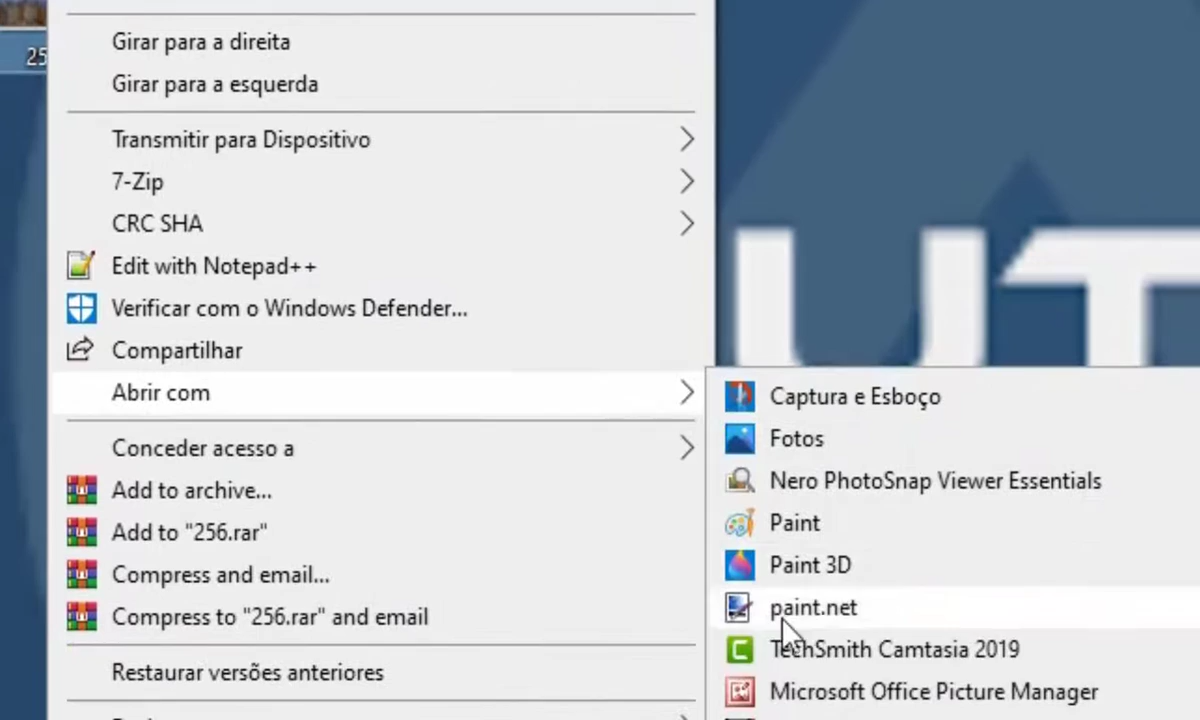 25
Girar para a direita
Girar para a esquerda
Transmitir para Dispositivo
7-Zip
CRC SHA
Edit with Notepad++
Verificar com o Windows Defender...
Compartilhar
Abrir com
Conceder acesso a
Add to archive...
Add to "256.rar"
Compress and email...
Compress to "256.rar" and email
Restaurar versões anteriores
UT
Captura e Esboço
Fotos
Nero PhotoSnap Viewer Essentials
Paint
Paint 3D
paint.net
TechSmith Camtasia 2019
Microsoft Office Picture Manager